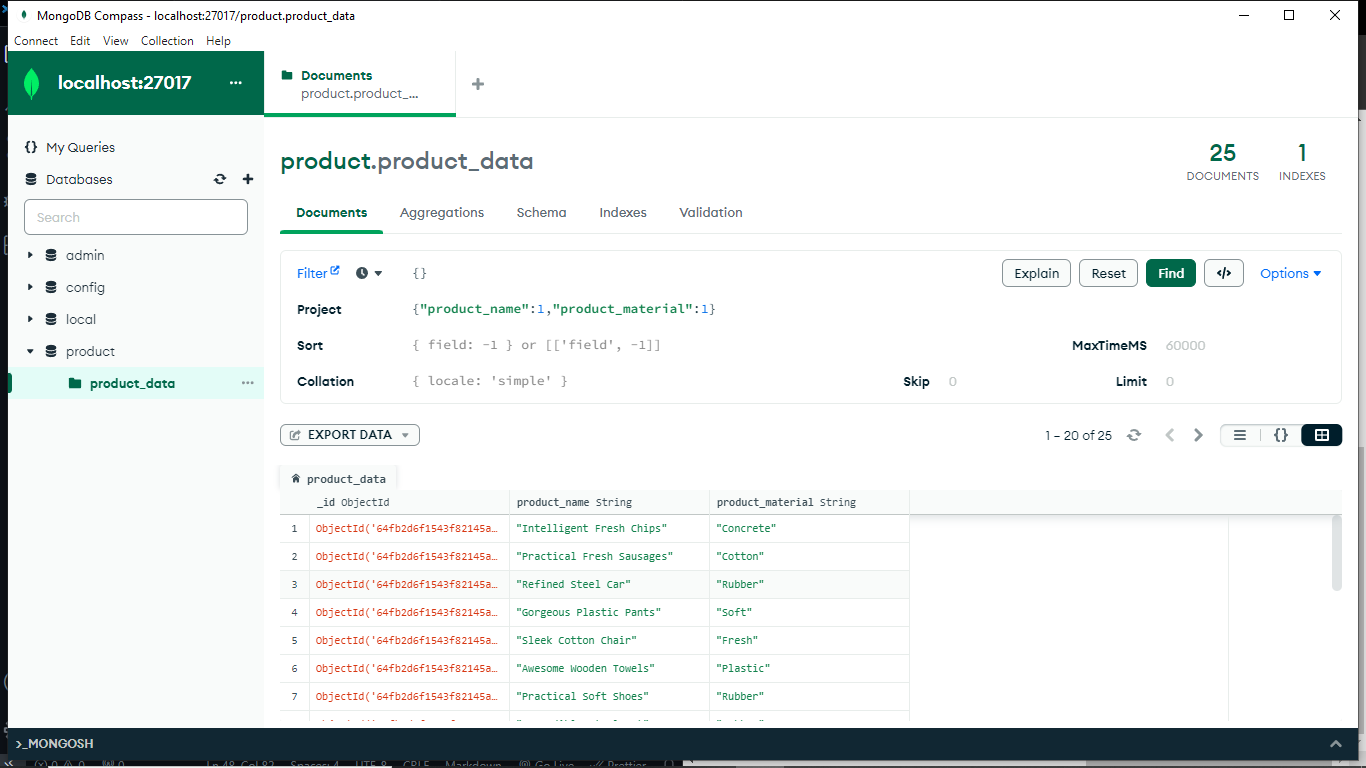 MongoDB Compass - localhost:27017/product.product_data
Connect Edit View Collection Help
localhost:27017
Documents
product.product_...
My Queries
Databases
Search
admin
config
local
product
product_data
product.product_data
25
DOCUMENTS
1
INDEXES
Documents Aggregations Schema Indexes Validation
Filter {} Explain Reset Find </> Options
Project {"product_name":1,"product_material":1}
Sort { field: -1 } or [['field', -1]] MaxTimeMS 60000
Collation { locale: 'simple' } Skip 0 Limit 0
EXPORT DATA 1 – 20 of 25 {}
product_data
_id ObjectId product_name String product_material String
1 ObjectId('64fb2d6f1543f82145a… "Intelligent Fresh Chips" "Concrete"
2 ObjectId('64fb2d6f1543f82145a… "Practical Fresh Sausages" "Cotton"
3 ObjectId('64fb2d6f1543f82145a… "Refined Steel Car" "Rubber"
4 ObjectId('64fb2d6f1543f82145a… "Gorgeous Plastic Pants" "Soft"
5 ObjectId('64fb2d6f1543f82145a… "Sleek Cotton Chair" "Fresh"
6 ObjectId('64fb2d6f1543f82145a… "Awesome Wooden Towels" "Plastic"
7 ObjectId('64fb2d6f1543f82145a… "Practical Soft Shoes" "Rubber"
>_MONGOSH